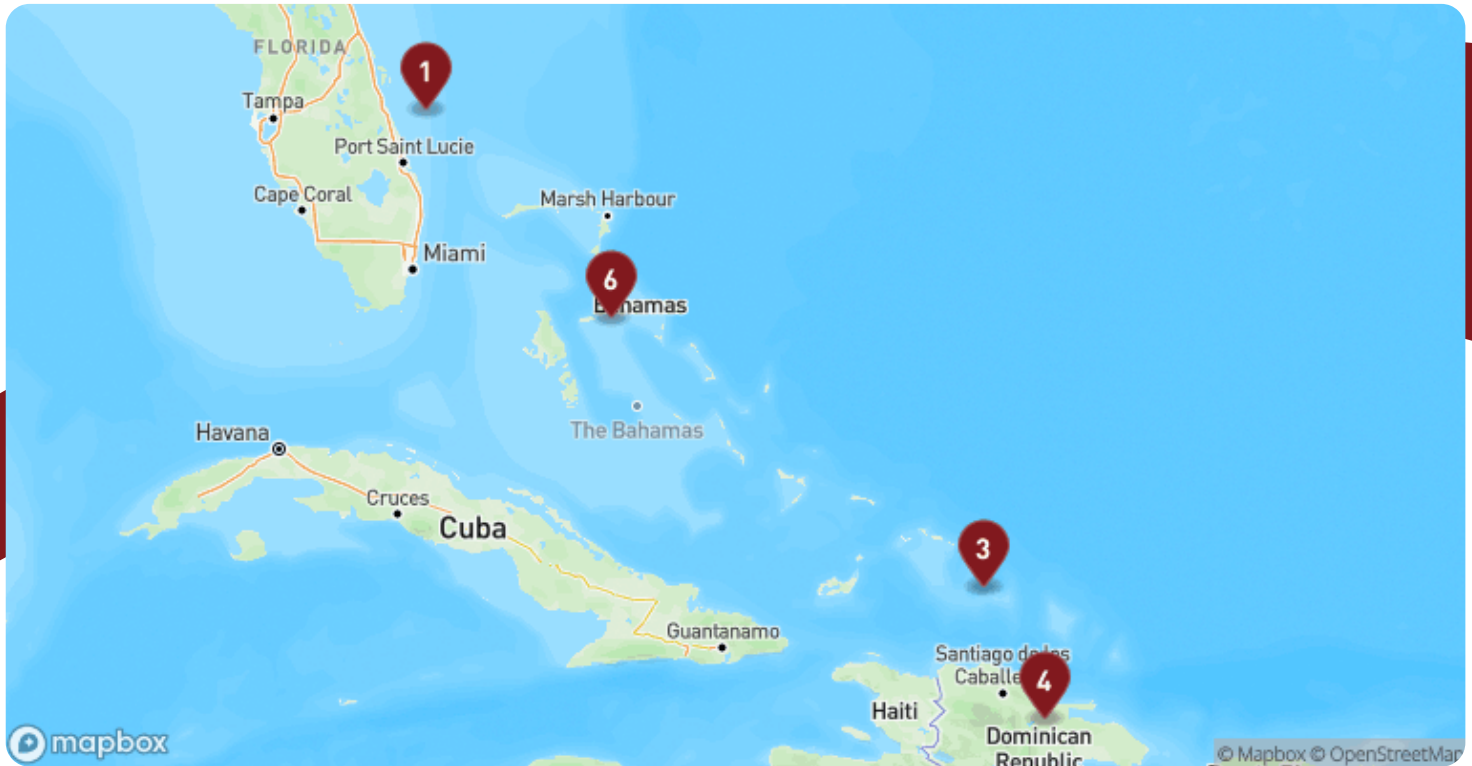 FLORIDA
1
Tampa
Port Saint Lucie
Cape Coral
Marsh Harbour
Miami
6
Bahamas
Havana
The Bahamas
Cruces
Cuba
3
Guantanamo
Santiago de los
Caballe
4
Haiti
Dominican
Republic
mapbox
© Mapbox © OpenStreetMap